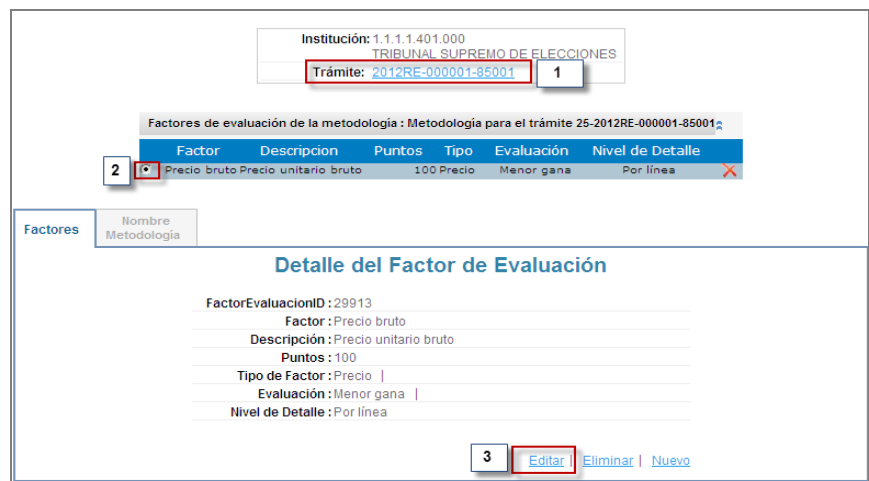 Institución: 1.1.1.1.401.000
TRIBUNAL SUPREMO DE ELECCIONES
Trámite: 2012RE-000001-85001 1
Factores de evaluación de la metodología : Metodología para el trámite 25-2012RE-000001-85001
Factor Descripcion Puntos Tipo Evaluación Nivel de Detalle
2 Precio bruto Precio unitario bruto 100 Precio Menor gana Por línea
Factores Nombre Metodología
Detalle del Factor de Evaluación
FactorEvaluacionID : 29913
Factor : Precio bruto
Descripción : Precio unitario bruto
Puntos : 100
Tipo de Factor : Precio |
Evaluación : Menor gana |
Nivel de Detalle : Por línea
3 Editar | Eliminar | Nuevo